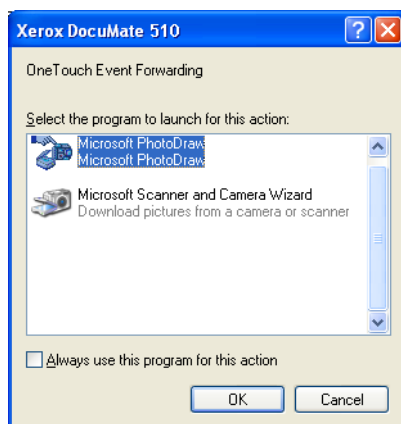 Xerox DocuMate 510
OneTouch Event Forwarding
Select the program to launch for this action:
Microsoft PhotoDraw
Microsoft PhotoDraw
Microsoft Scanner and Camera Wizard
Download pictures from a camera or scanner
Always use this program for this action
OK Cancel